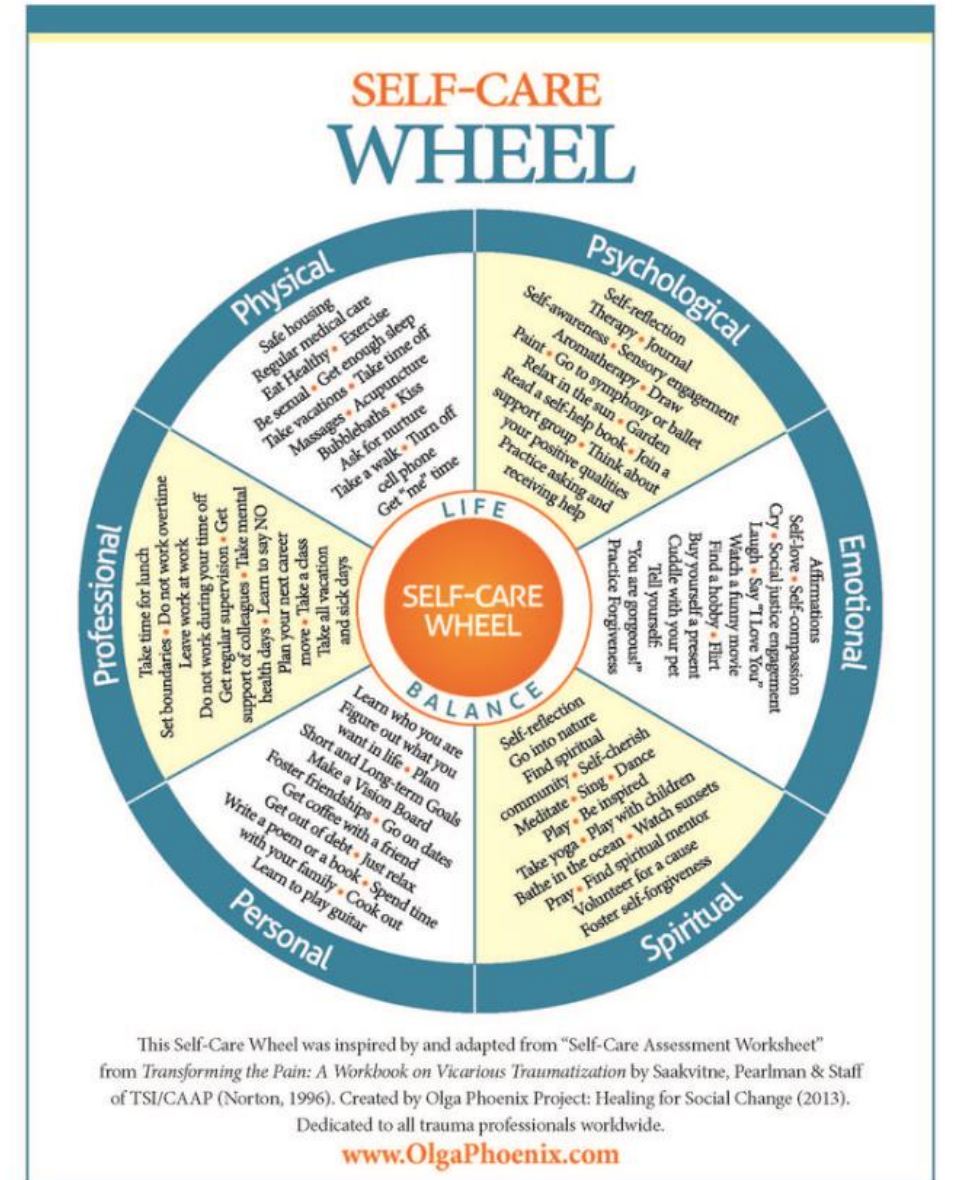 SELF-CARE
WHEEL
Physical
Safe housing
Regular medical care
Eat Healthy • Exercise
Be sexual • Get enough sleep
Take vacations • Take time off
Massages • Acupuncture
Bubblebaths • Kiss
Ask for nurture
Take a walk • Turn off
cell phone
Get "me" time
Psychological
Self-reflection
Therapy • Journal
Self-awareness • Sensory engagement
Aromatherapy • Draw
Paint • Go to symphony or ballet
Relax in the sun • Garden
Read a self-help book • Join a
support group • Think about
your positive qualities
Practice asking and
receiving help
Emotional
Affirmations
Self-love • Self-compassion
Cry • Social justice engagement
Laugh • Say "I Love You"
Watch a funny movie
Find a hobby • Flirt
Buy yourself a present
Cuddle with your pet
Tell yourself:
"You are gorgeous!"
Practice Forgiveness
Spiritual
Self-reflection
Go into nature
Find spiritual
community • Self-cherish
Meditate • Sing • Dance
Play • Be inspired
Take yoga • Play with children
Bathe in the ocean • Watch sunsets
Pray • Find spiritual mentor
Volunteer for a cause
Foster self-forgiveness
Personal
Learn who you are
Figure out what you
want in life • Plan
Short and Long-term Goals
Make a Vision Board
Foster friendships • Go on dates
Get coffee with a friend
Get out of debt • Just relax
Write a poem or a book • Spend time
with your family • Cook out
Learn to play guitar
Professional
Take time for lunch
Set boundaries • Do not work overtime
Leave work at work
Do not work during your time off
Get regular supervision • Get
support of colleagues • Take mental
health days • Learn to say NO
Plan your next career
move • Take a class
Take all vacation
and sick days
LIFE
SELF-CARE
WHEEL
BALANCE
This Self-Care Wheel was inspired by and adapted from "Self-Care Assessment Worksheet"
from Transforming the Pain: A Workbook on Vicarious Traumatization by Saakvitne, Pearlman & Staff
of TSI/CAAP (Norton, 1996). Created by Olga Phoenix Project: Healing for Social Change (2013).
Dedicated to all trauma professionals worldwide.
www.OlgaPhoenix.com